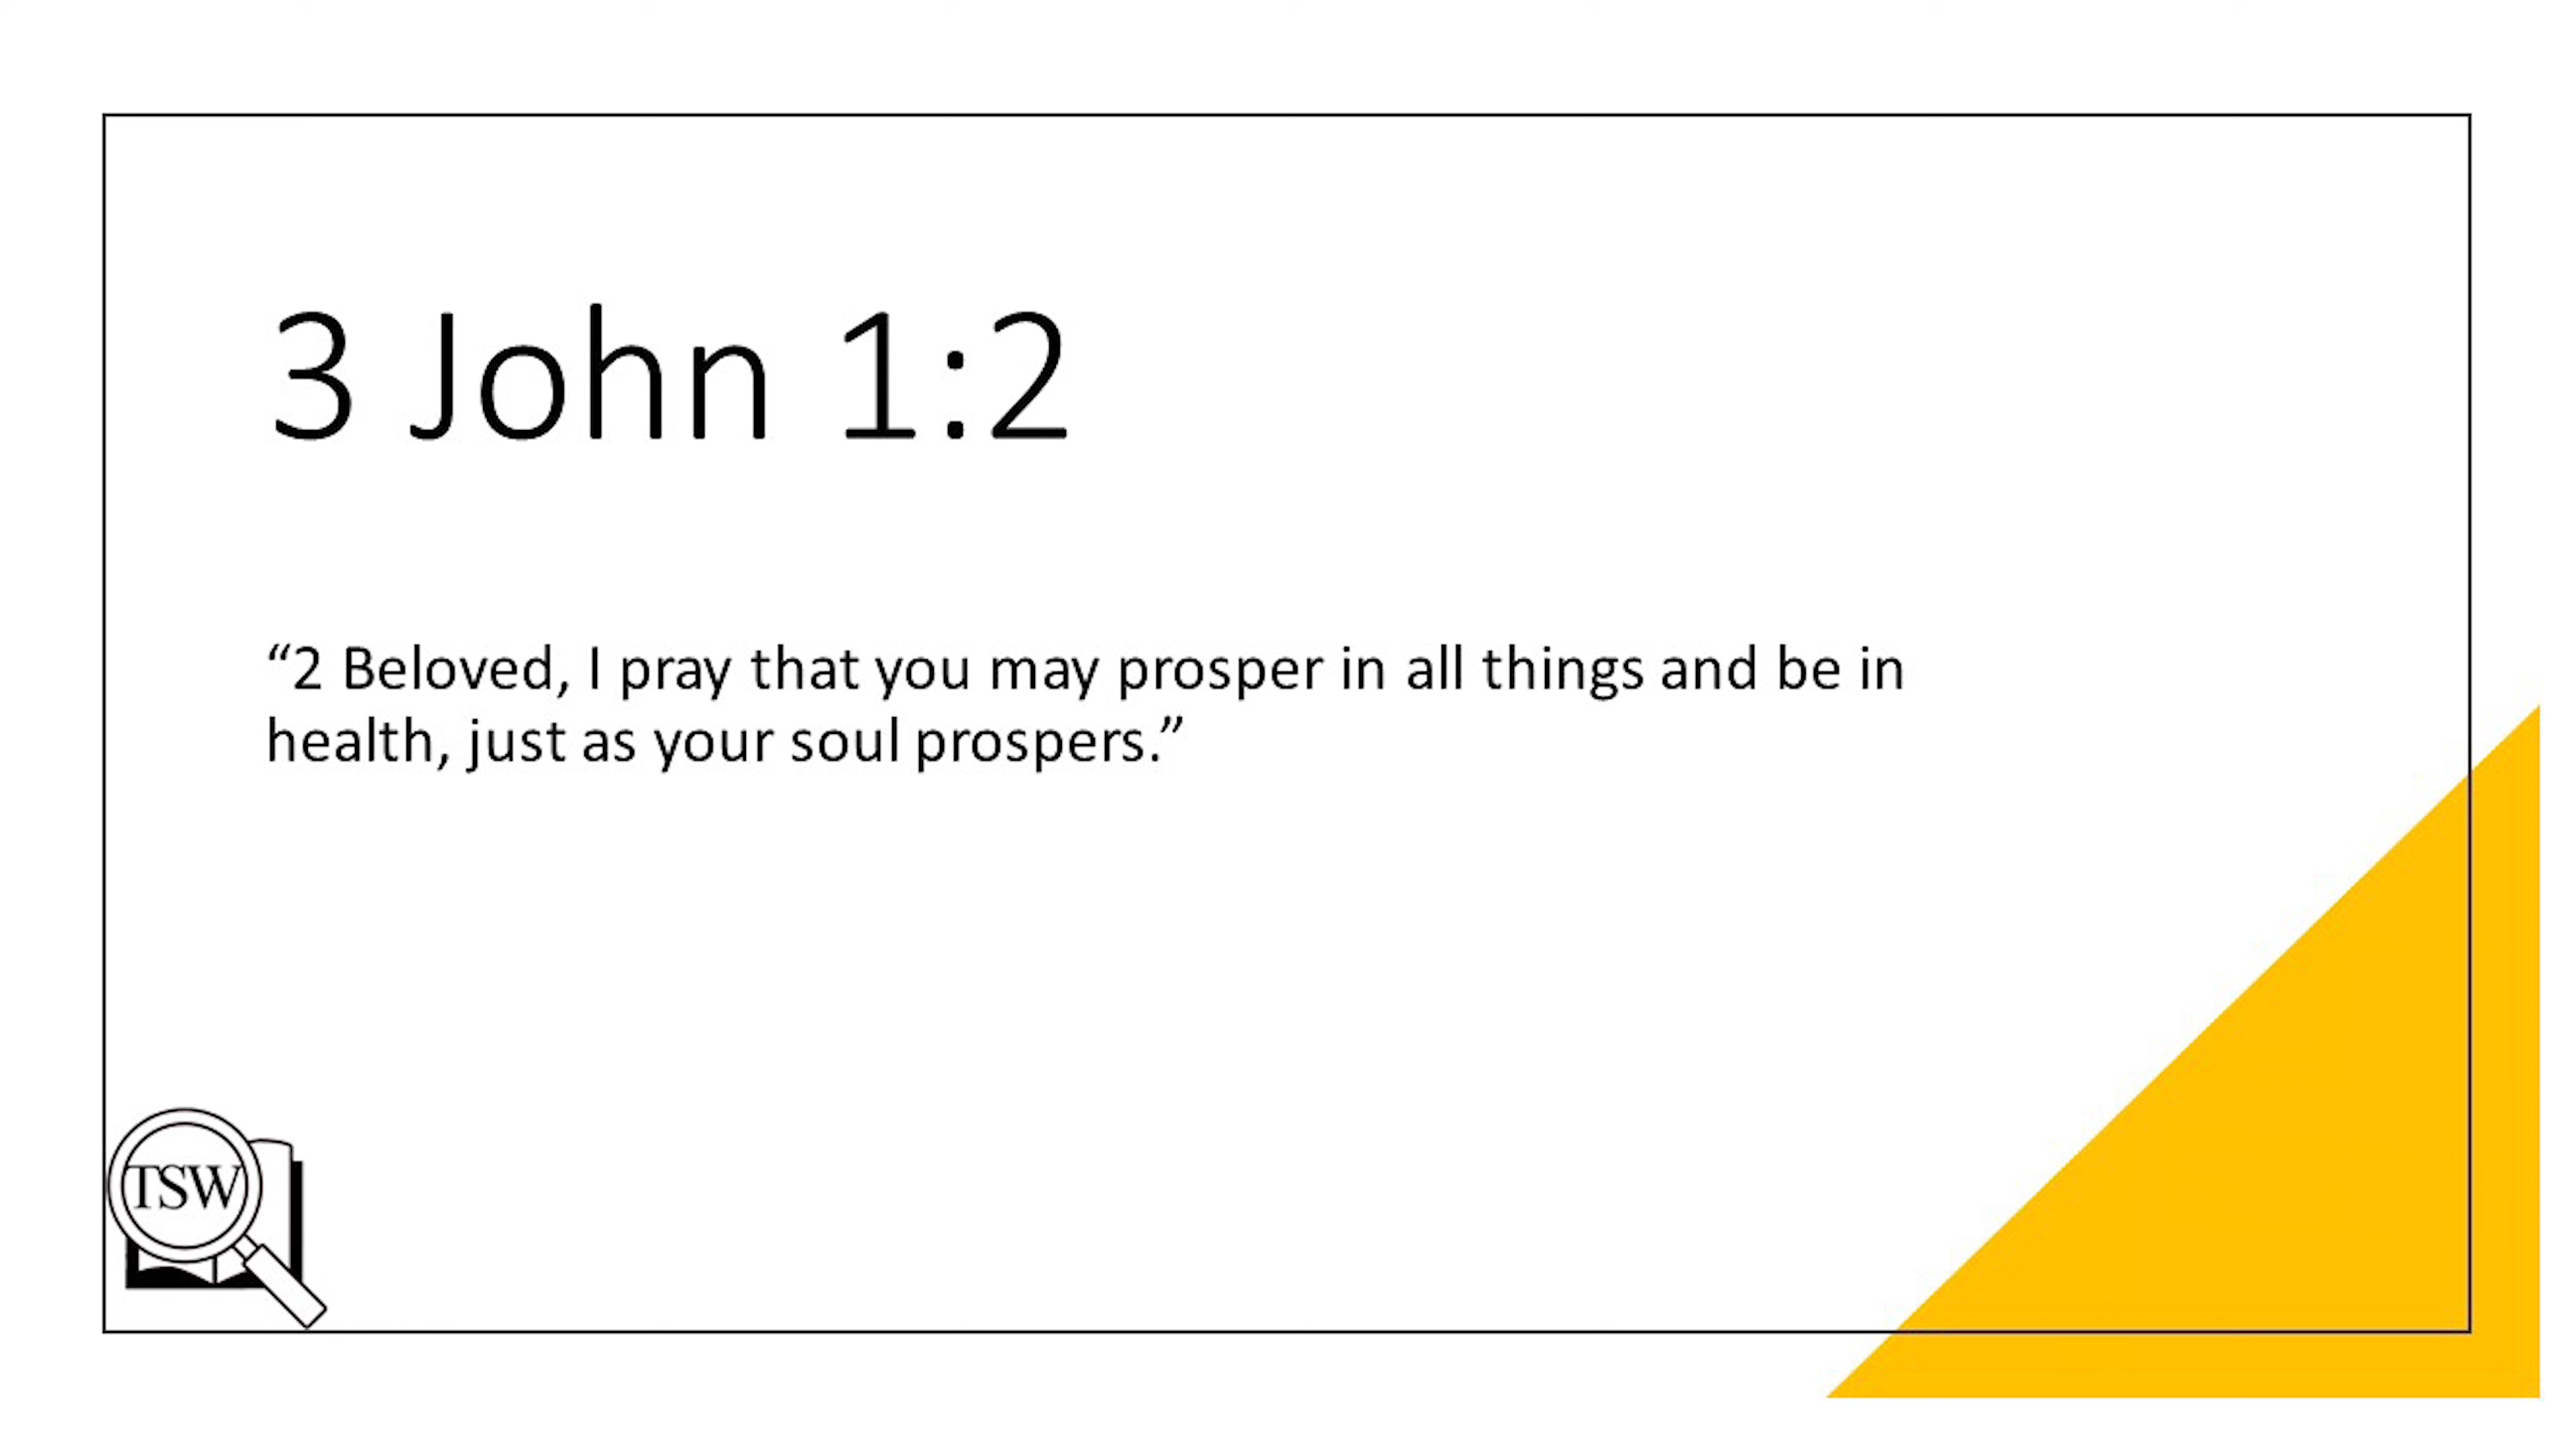 3 John 1:2
“2 Beloved, I pray that you may prosper in all things and be in
health, just as your soul prospers.”
TSW